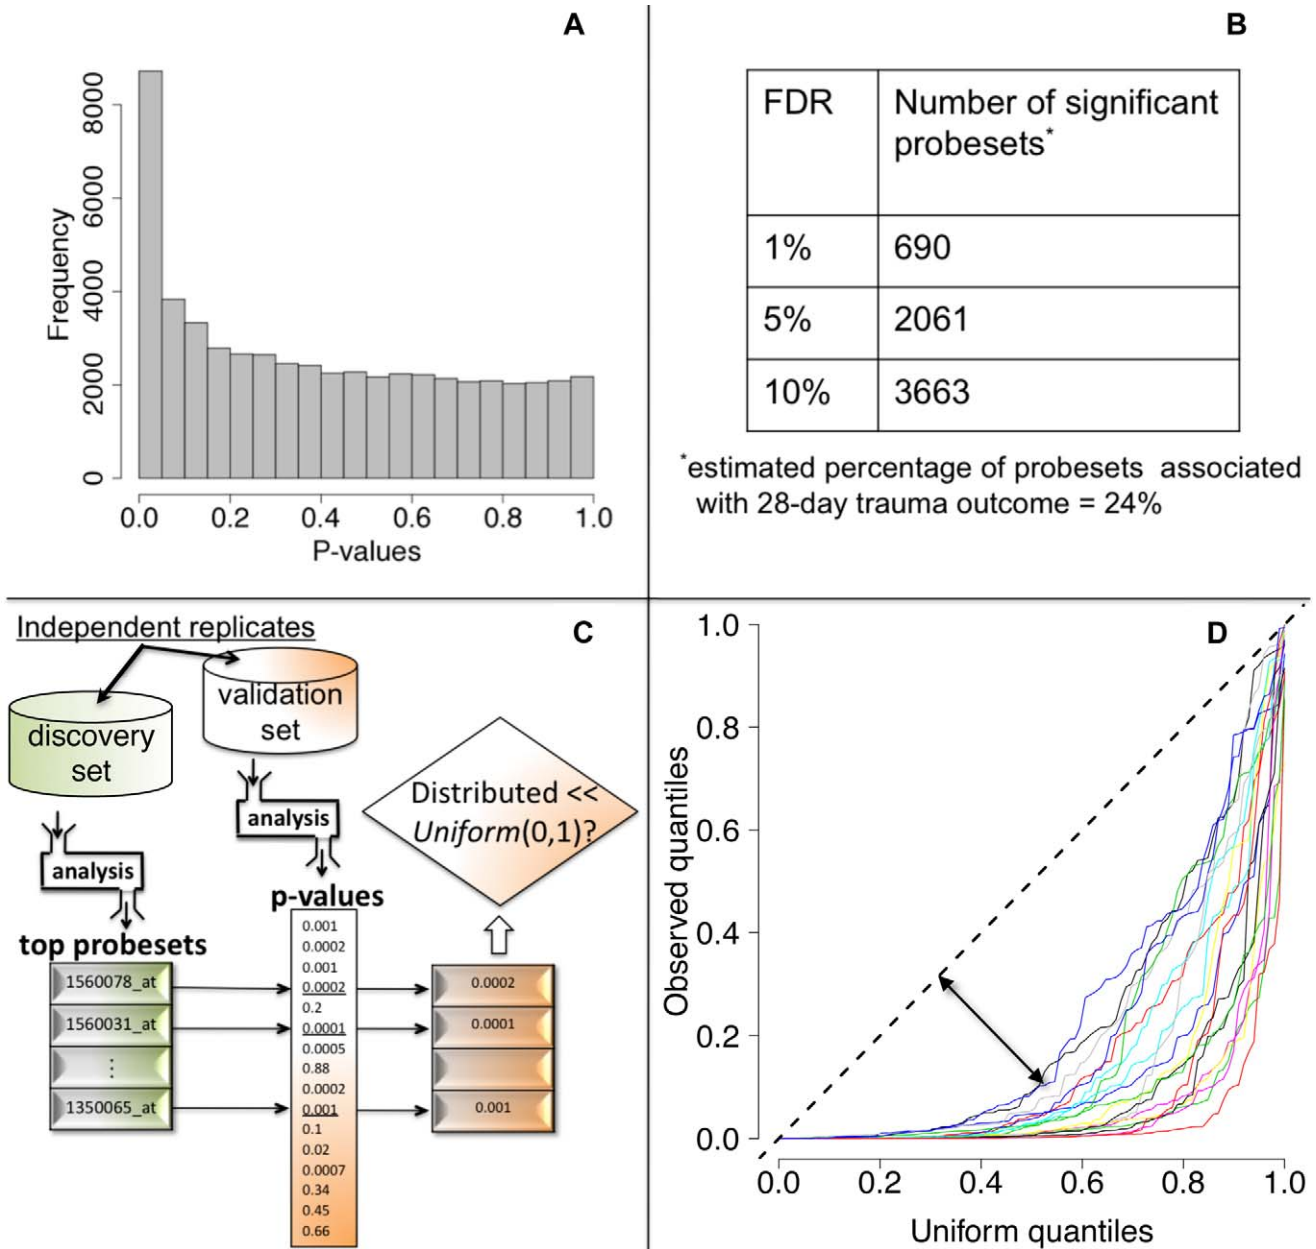 A
8000
6000
4000
2000
0
Frequency
0.0 0.2 0.4 0.6 0.8 1.0
P-values
B
FDR Number of significant
probesets*
1% 690
5% 2061
10% 3663
*estimated percentage of probesets associated
with 28-day trauma outcome = 24%
C
Independent replicates
discovery
set
validation
set
analysis
analysis
top probesets
1560078_at
1560031_at
⋮
1350065_at
p-values
0.001
0.0002
0.001
0.0002
0.2
0.0001
0.0005
0.88
0.0002
0.001
0.1
0.02
0.0007
0.34
0.45
0.66
Distributed <<
Uniform(0,1)?
0.0002
0.0001
0.001
D
1.0
0.8
0.6
0.4
0.2
0.0
Observed quantiles
0.0 0.2 0.4 0.6 0.8 1.0
Uniform quantiles